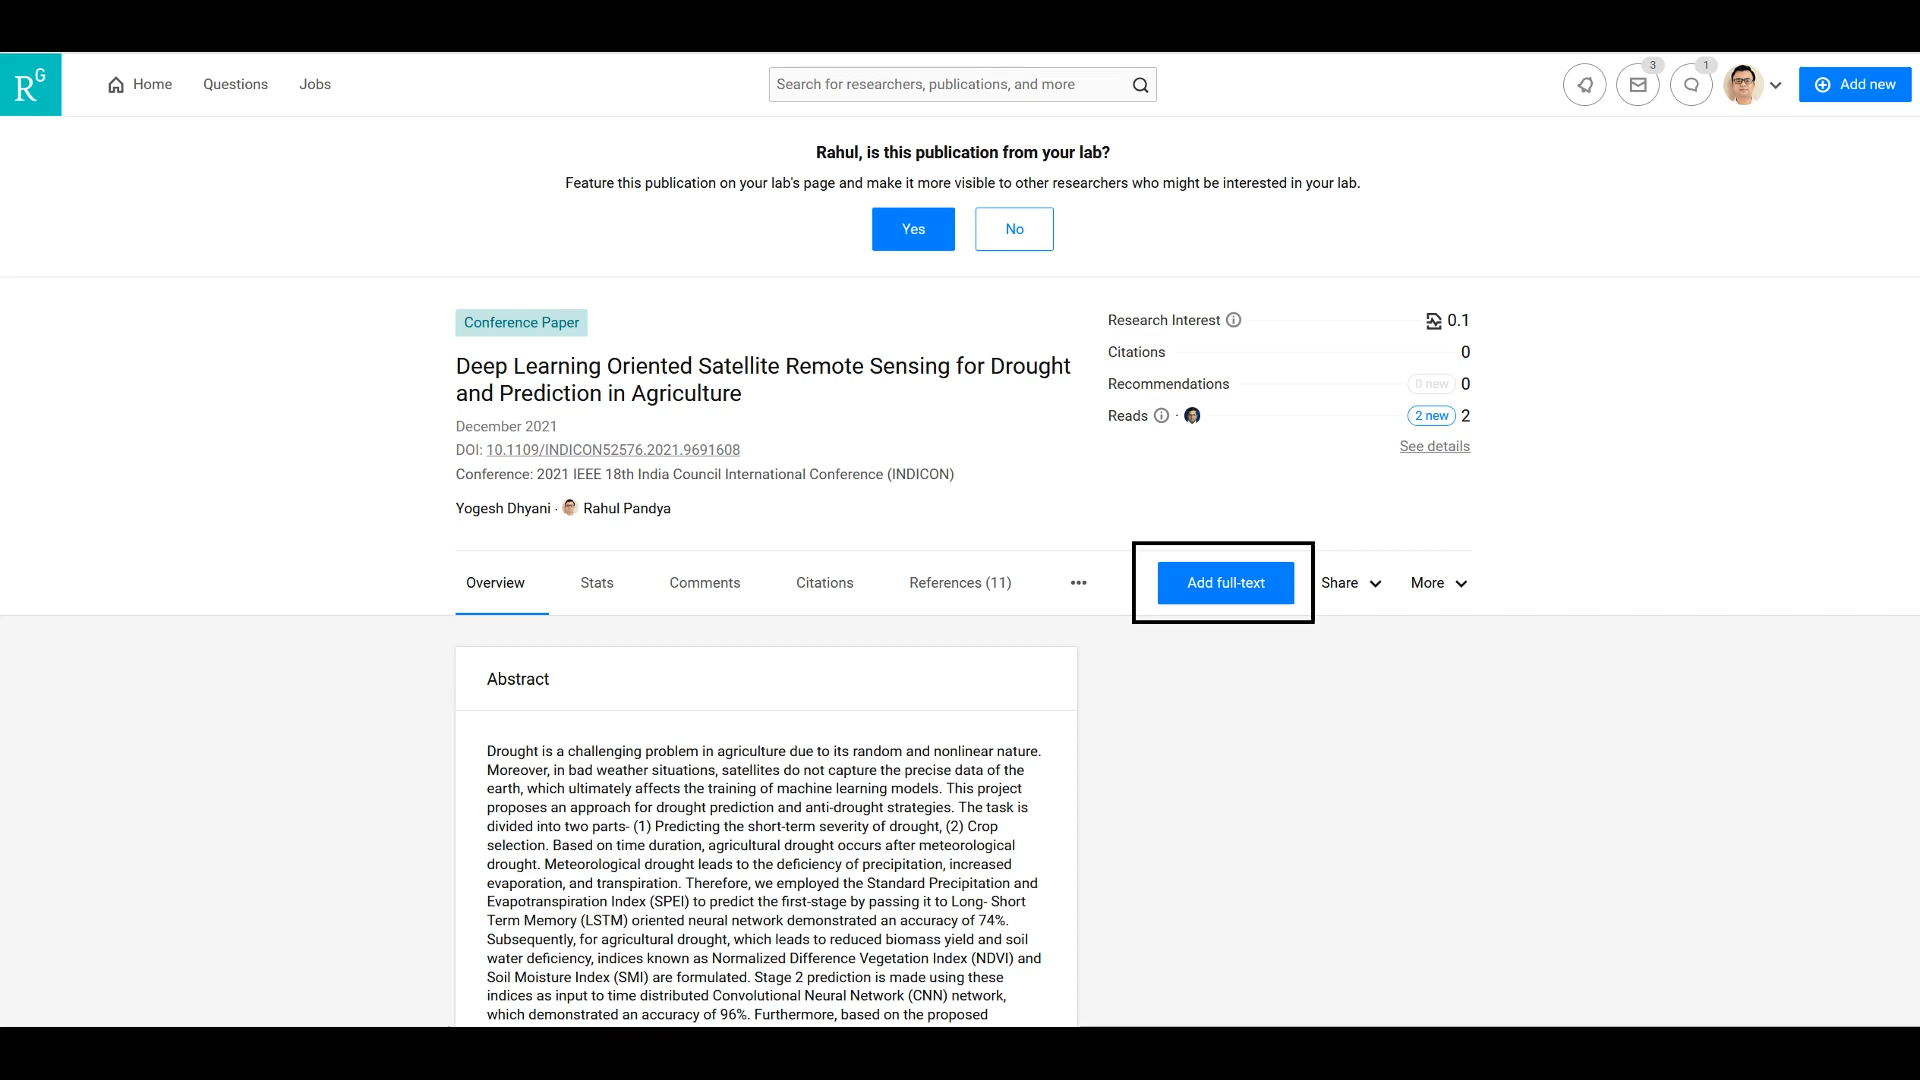 RG
Home
Questions
Jobs
Search for researchers, publications, and more
3
1
Add new
Rahul, is this publication from your lab?
Feature this publication on your lab's page and make it more visible to other researchers who might be interested in your lab.
Yes
No
Conference Paper
Deep Learning Oriented Satellite Remote Sensing for Drought
and Prediction in Agriculture
December 2021
DOI: 10.1109/INDICON52576.2021.9691608
Conference: 2021 IEEE 18th India Council International Conference (INDICON)
Yogesh Dhyani · Rahul Pandya
Research Interest 0.1
Citations 0
Recommendations 0 new 0
Reads · 2 new 2
See details
Overview
Stats
Comments
Citations
References (11)
•••
Add full-text
Share
More
Abstract
Drought is a challenging problem in agriculture due to its random and nonlinear nature.
Moreover, in bad weather situations, satellites do not capture the precise data of the
earth, which ultimately affects the training of machine learning models. This project
proposes an approach for drought prediction and anti-drought strategies. The task is
divided into two parts- (1) Predicting the short-term severity of drought, (2) Crop
selection. Based on time duration, agricultural drought occurs after meteorological
drought. Meteorological drought leads to the deficiency of precipitation, increased
evaporation, and transpiration. Therefore, we employed the Standard Precipitation and
Evapotranspiration Index (SPEI) to predict the first-stage by passing it to Long- Short
Term Memory (LSTM) oriented neural network demonstrated an accuracy of 74%.
Subsequently, for agricultural drought, which leads to reduced biomass yield and soil
water deficiency, indices known as Normalized Difference Vegetation Index (NDVI) and
Soil Moisture Index (SMI) are formulated. Stage 2 prediction is made using these
indices as input to time distributed Convolutional Neural Network (CNN) network,
which demonstrated an accuracy of 96%. Furthermore, based on the proposed